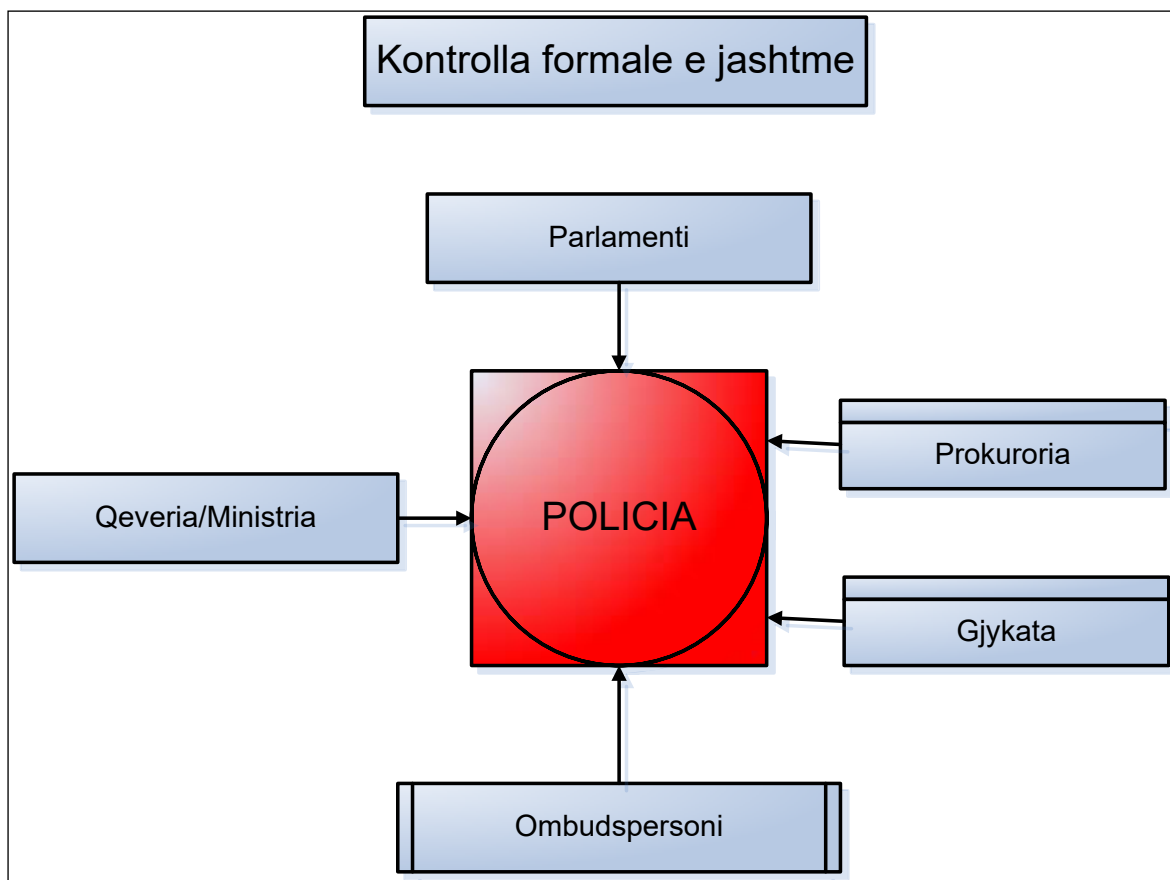 Kontrolla formale e jashtme
Parlamenti
Prokuroria
Qeveria/Ministria
POLICIA
Gjykata
Ombudspersoni